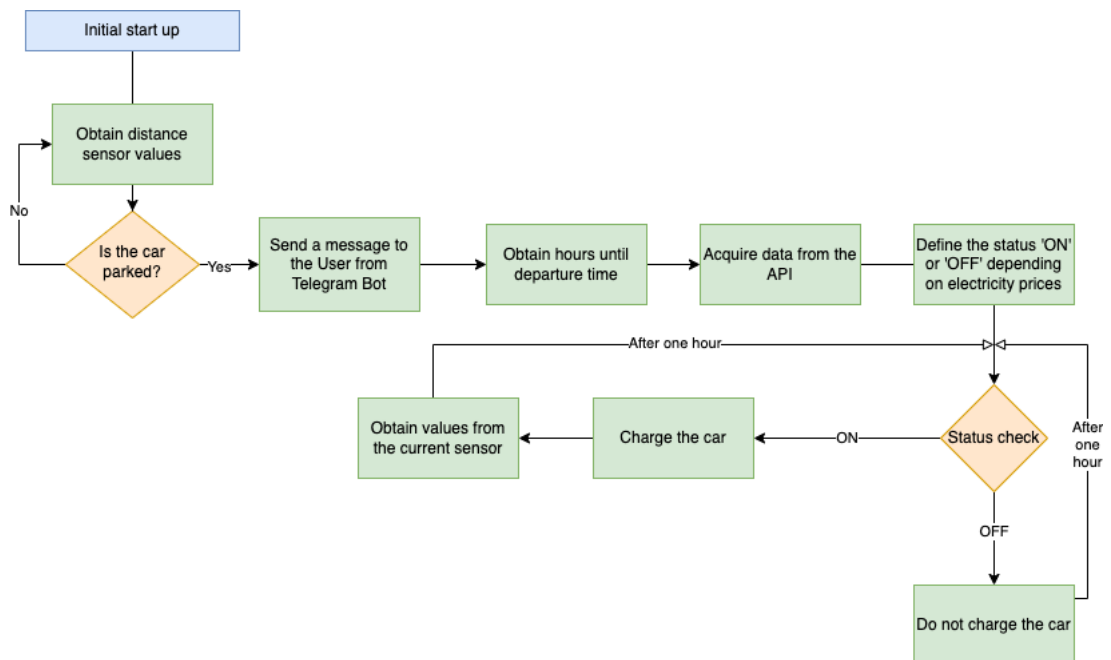 Initial start up
Obtain distance
sensor values
No
Is the car
parked?
Yes
Send a message to
the User from
Telegram Bot
Obtain hours until
departure time
Acquire data from the
API
Define the status 'ON'
or 'OFF' depending
on electricity prices
After one hour
Obtain values from
the current sensor
Charge the car
ON
Status check
After
one
hour
OFF
Do not charge the car